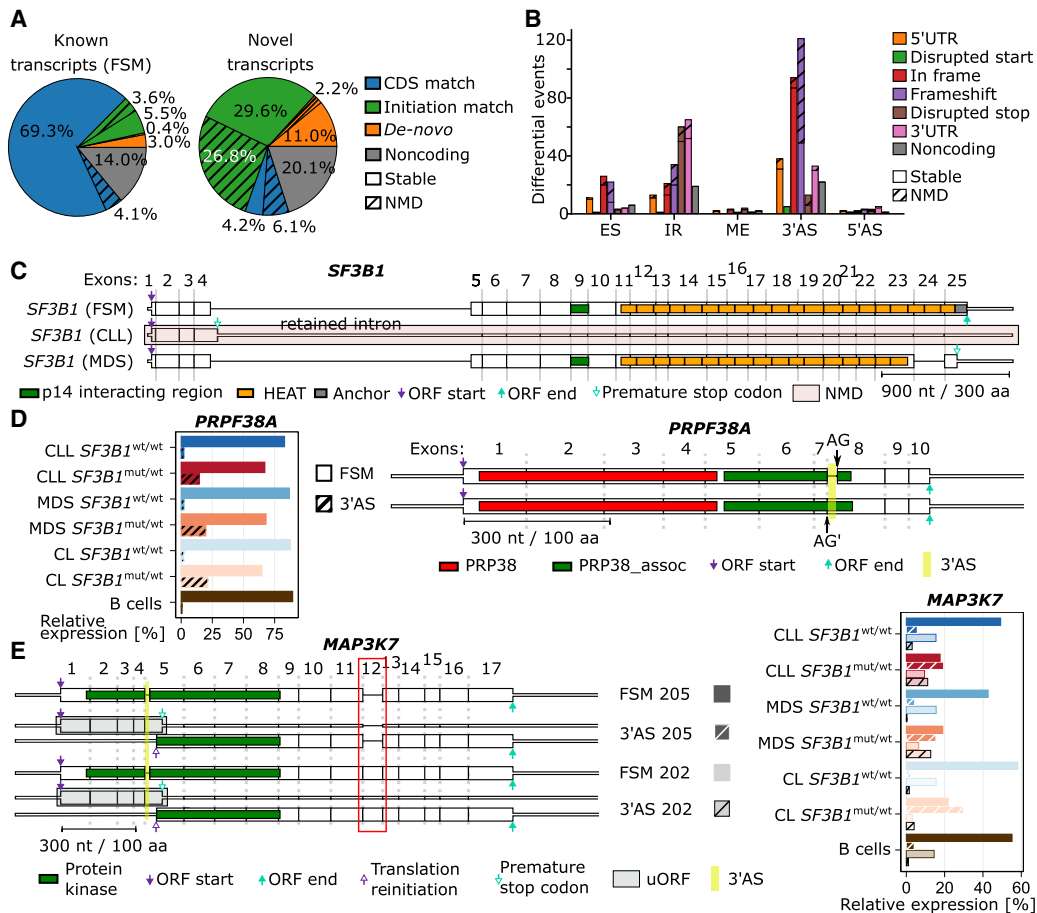 A
Known
transcripts (FSM)
Novel
transcripts
69.3%
3.6%
5.5%
0.4%
3.0%
14.0%
4.1%
29.6%
2.2%
11.0%
26.8%
20.1%
4.2%
6.1%
CDS match
Initiation match
De-novo
Noncoding
Stable
NMD
B
Differential events
120
80
40
0
ES
IR
ME
3'AS
5'AS
5'UTR
Disrupted start
In frame
Frameshift
Disrupted stop
3'UTR
Noncoding
Stable
NMD
C
SF3B1
Exons: 1 2 3 4 5 6 7 8 9 10 11 12 13 14 15 16 17 18 19 20 21 22 23 24 25
SF3B1 (FSM)
SF3B1 (CLL)
retained intron
SF3B1 (MDS)
p14 interacting region
HEAT
Anchor
ORF start
ORF end
Premature stop codon
NMD
900 nt / 300 aa
D
PRPF38A
CLL SF3B1wt/wt
CLL SF3B1mut/wt
MDS SF3B1wt/wt
MDS SF3B1mut/wt
CL SF3B1wt/wt
CL SF3B1mut/wt
B cells
Relative
expression [%]
0 25 50 75
FSM
3'AS
PRPF38A
Exons: 1 2 3 4 5 6 7 8 9 10
AG
AG'
300 nt / 100 aa
PRP38
PRP38_assoc
ORF start
ORF end
3'AS
E
MAP3K7
1 2 3 4 5 6 7 8 9 10 11 12 13 14 15 16 17
FSM 205
3'AS 205
FSM 202
3'AS 202
300 nt / 100 aa
Protein
kinase
ORF start
ORF end
Translation
reinitiation
Premature
stop codon
uORF
3'AS
MAP3K7
CLL SF3B1wt/wt
CLL SF3B1mut/wt
MDS SF3B1wt/wt
MDS SF3B1mut/wt
CL SF3B1wt/wt
CL SF3B1mut/wt
B cells
0 20 40 60
Relative expression [%]